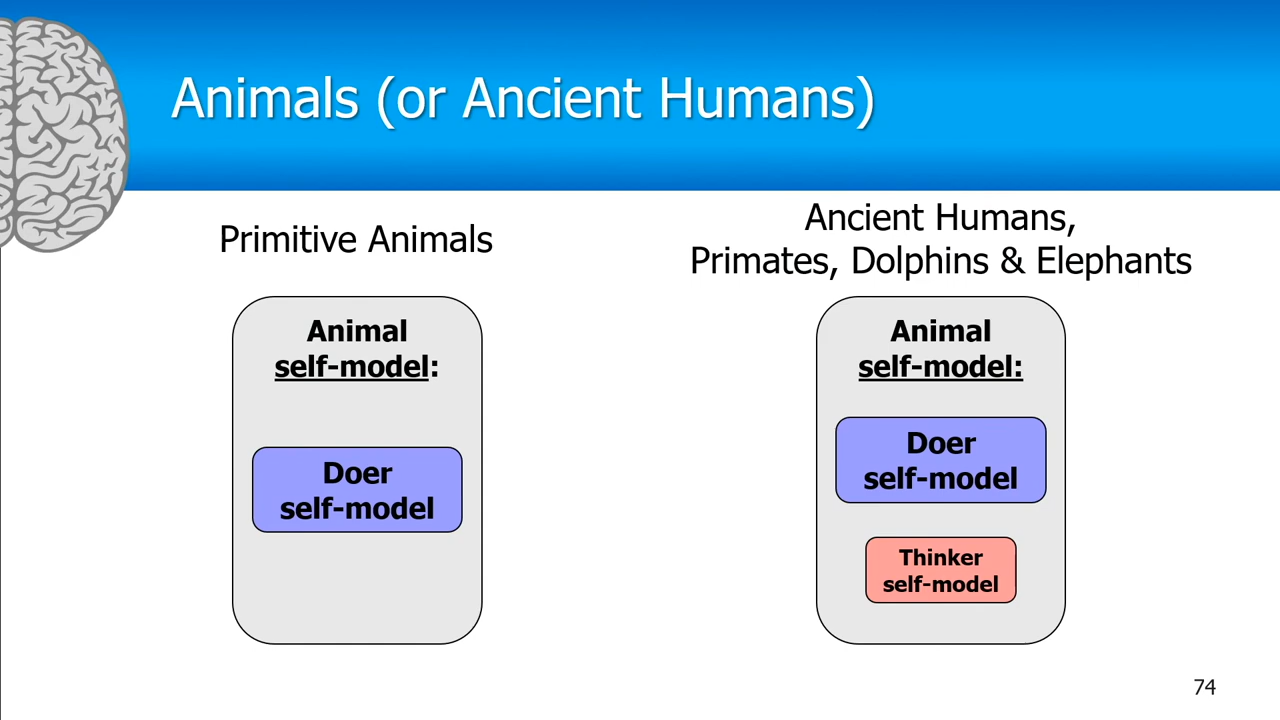 Animals (or Ancient Humans)
Primitive Animals
Animal
self-model:
Doer
self-model
Ancient Humans,
Primates, Dolphins & Elephants
Animal
self-model:
Doer
self-model
Thinker
self-model
74